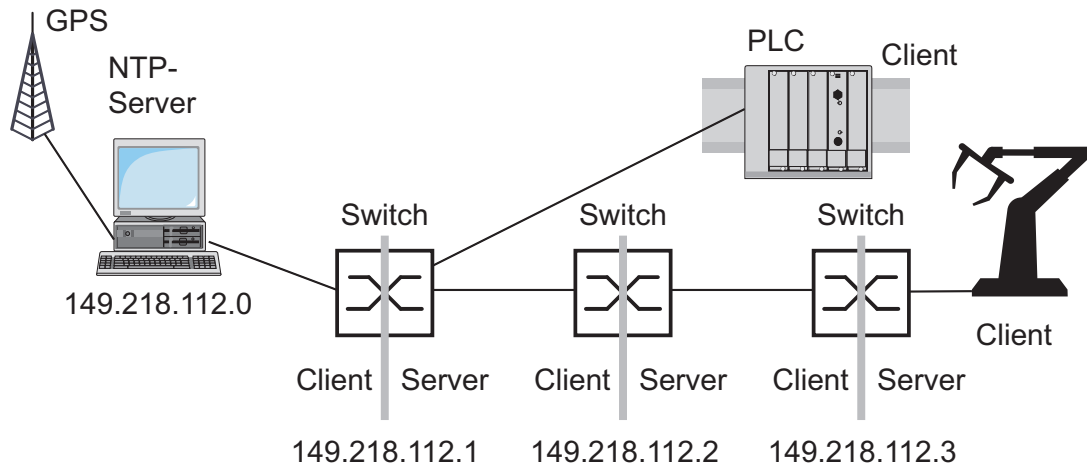 GPS
NTP-
Server
PLC
Client
149.218.112.0
Switch
Switch
Switch
Client
Client Server
Client Server
Client Server
149.218.112.1
149.218.112.2
149.218.112.3